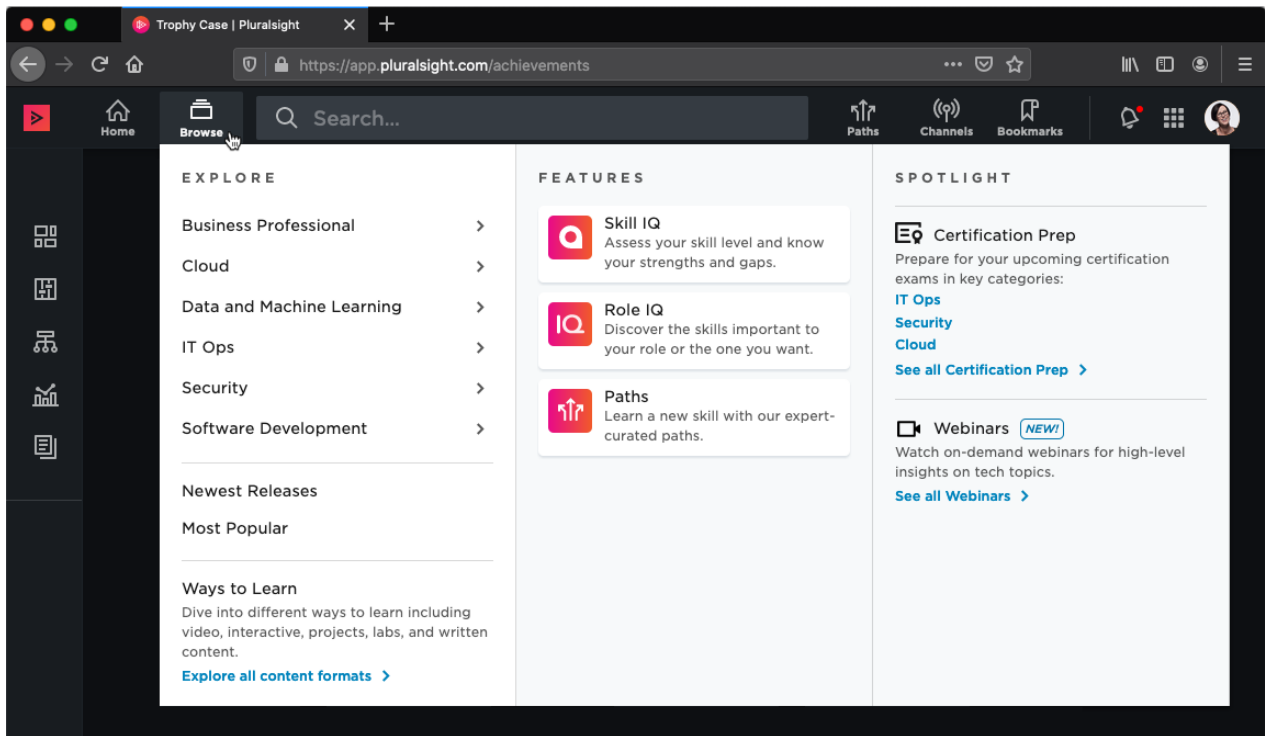 Trophy Case | Pluralsight
https://app.pluralsight.com/achievements
Home
Browse
Search...
Paths
Channels
Bookmarks
EXPLORE
Business Professional
Cloud
Data and Machine Learning
IT Ops
Security
Software Development
Newest Releases
Most Popular
Ways to Learn
Dive into different ways to learn including
video, interactive, projects, labs, and written
content.
Explore all content formats
FEATURES
Skill IQ
Assess your skill level and know
your strengths and gaps.
IQ
Role IQ
Discover the skills important to
your role or the one you want.
Paths
Learn a new skill with our expert-
curated paths.
SPOTLIGHT
Certification Prep
Prepare for your upcoming certification
exams in key categories:
IT Ops
Security
Cloud
See all Certification Prep
Webinars NEW!
Watch on-demand webinars for high-level
insights on tech topics.
See all Webinars